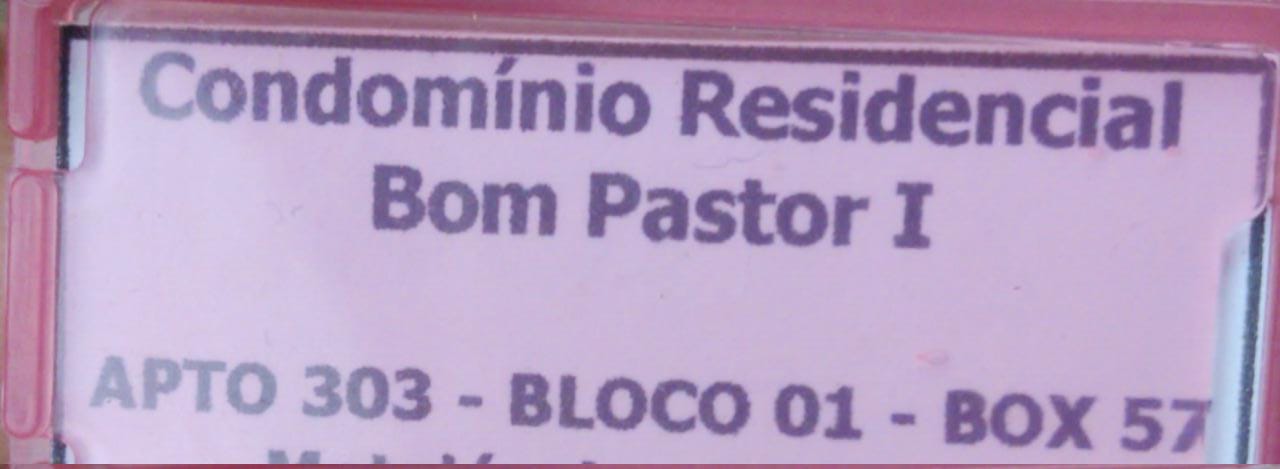 Condomínio Residencial
Bom Pastor I
APTO 303 - BLOCO 01 - BOX 57